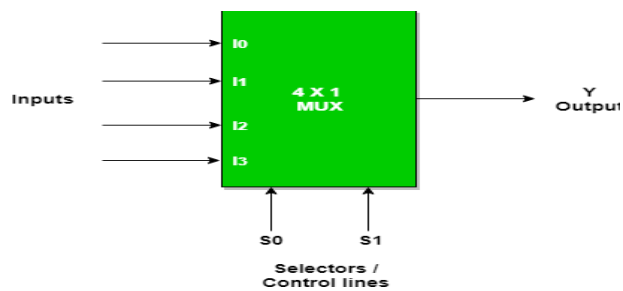 I0
I1
4 X 1
MUX
Inputs
Y
Output
I2
I3
S0
S1
Selectors /
Control lines